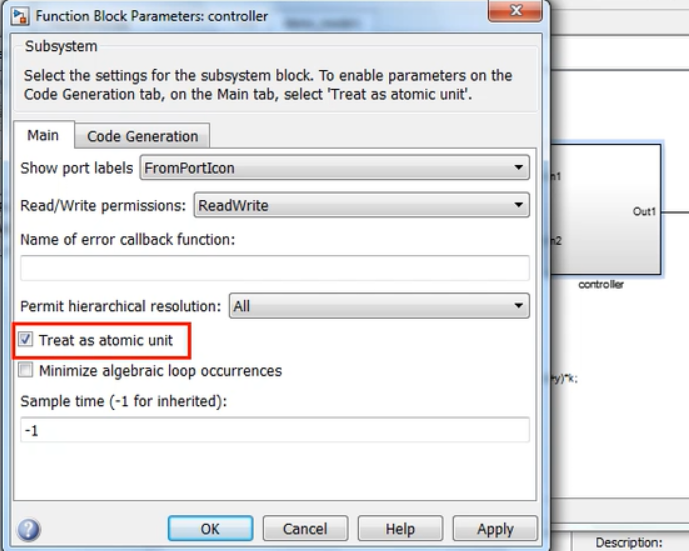 Function Block Parameters: controller
Subsystem
Select the settings for the subsystem block. To enable parameters on the
Code Generation tab, on the Main tab, select 'Treat as atomic unit'.
Main Code Generation
Show port labels FromPortIcon
Read/Write permissions: ReadWrite
Name of error callback function:
Permit hierarchical resolution: All
Treat as atomic unit
Minimize algebraic loop occurrences
Sample time (-1 for inherited):
-1
OK Cancel Help Apply
n1
Out1
n2
controller
y)*k;
Description: